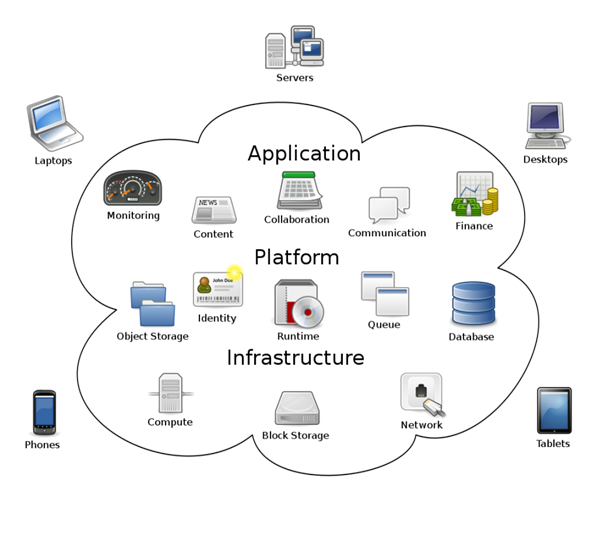 Servers
Laptops
Desktops
Application
Monitoring
NEWS
Content
Collaboration
Communication
Finance
Platform
John Doe
Object Storage
Identity
Runtime
Queue
Database
Infrastructure
Compute
Block Storage
Network
Phones
Tablets